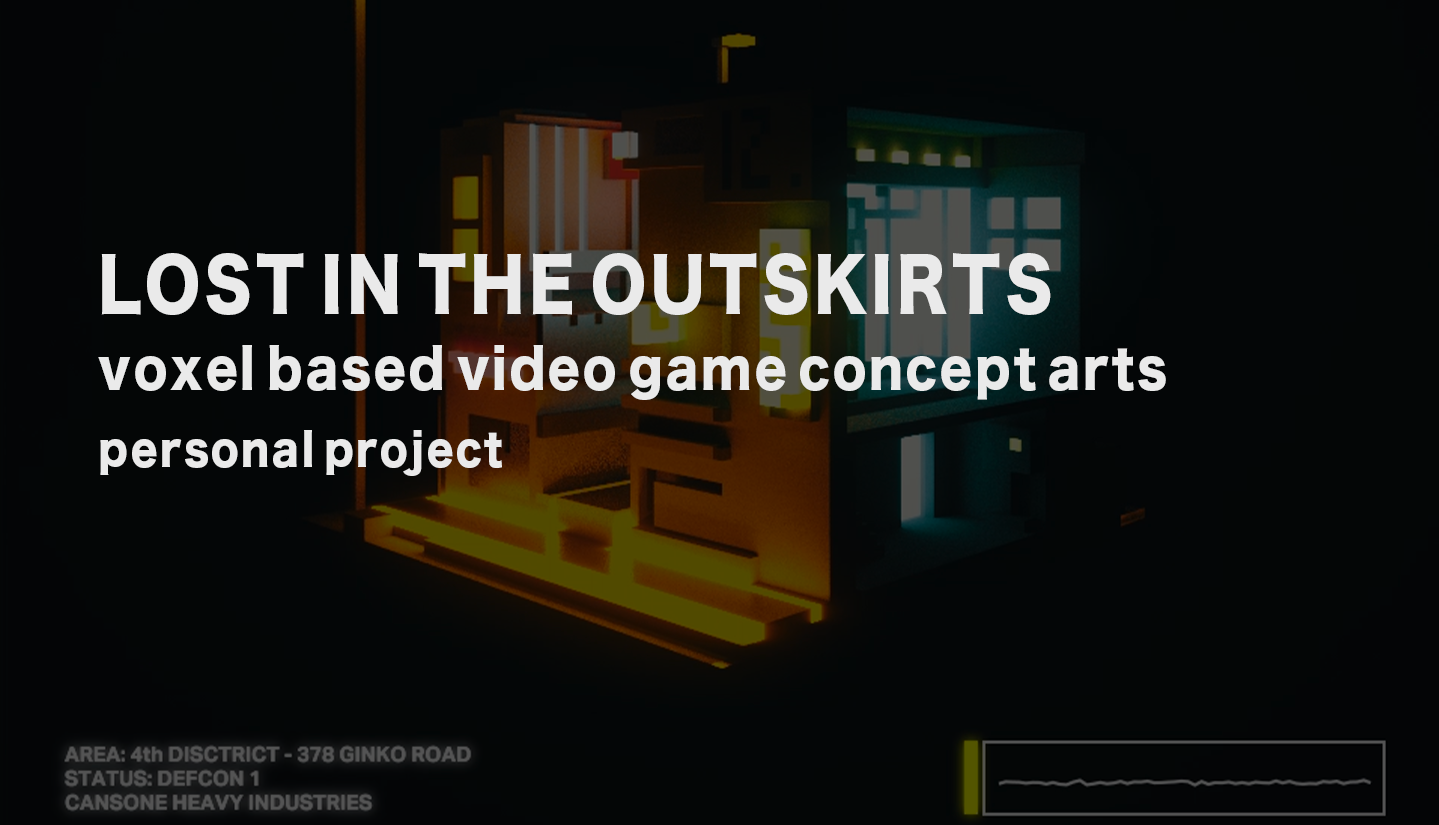 LOST IN THE OUTSKIRTS
voxel based video game concept arts
personal project
AREA: 4th DISCTRICT - 378 GINKO ROAD
STATUS: DEFCON 1
CANSONE HEAVY INDUSTRIES